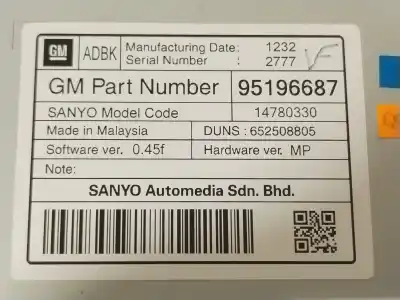 GM ADBK Manufacturing Date: 1232
Serial Number : 2777
GM Part Number 95196687
SANYO Model Code 14780330
Made in Malaysia DUNS : 652508805
Software ver. 0.45f Hardware ver. MP
Note:
SANYO Automedia Sdn. Bhd.